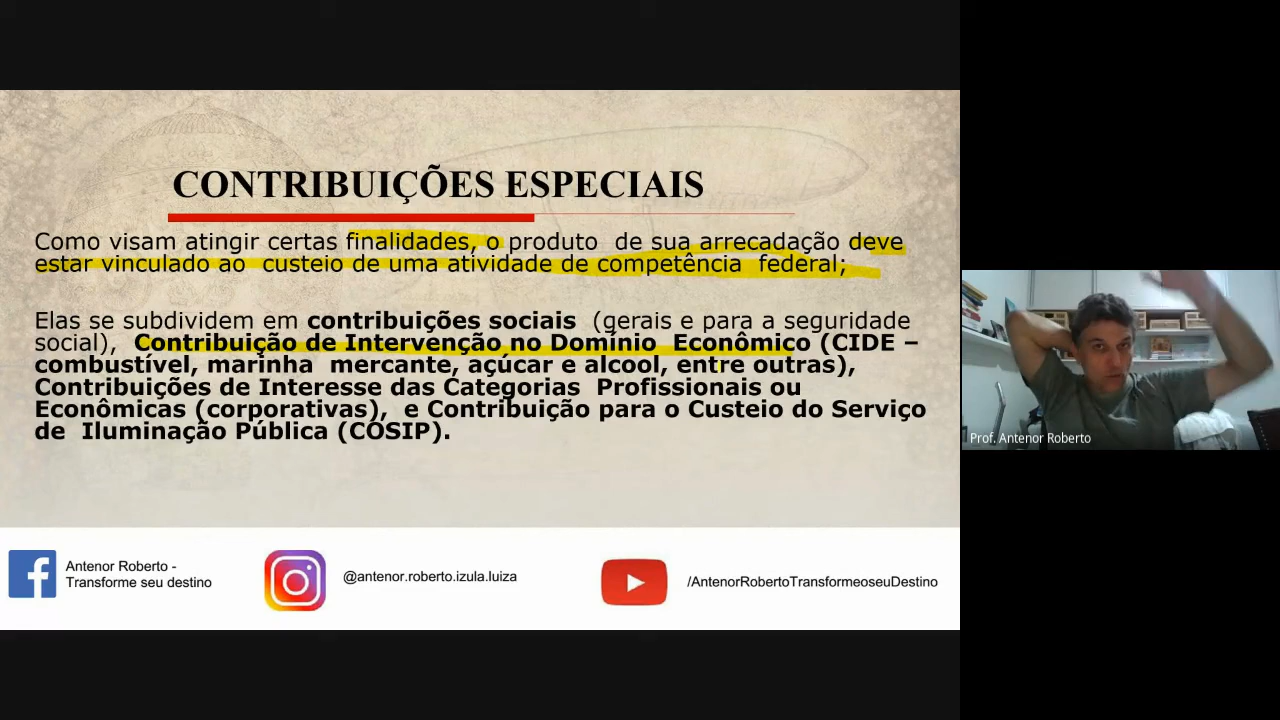 CONTRIBUIÇÕES ESPECIAIS
Como visam atingir certas finalidades, o produto de sua arrecadação deve
estar vinculado ao custeio de uma atividade de competência federal;
Elas se subdividem em contribuições sociais (gerais e para a seguridade
social), Contribuição de Intervenção no Domínio Econômico (CIDE –
combustível, marinha mercante, açúcar e alcool, entre outras),
Contribuições de Interesse das Categorias Profissionais ou
Econômicas (corporativas), e Contribuição para o Custeio do Serviço
de Iluminação Pública (COSIP).
Prof. Antenor Roberto
Antenor Roberto -
Transforme seu destino
@antenor.roberto.izula.luiza
/AntenorRobertoTransformeoseuDestino